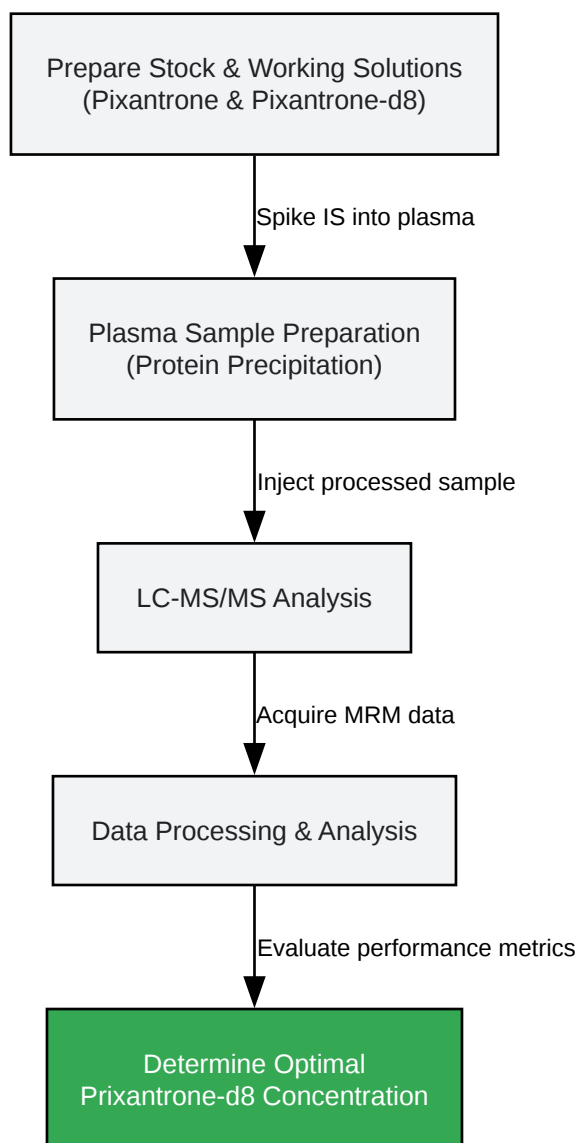 Prepare Stock & Working Solutions
(Pixantrone & Pixantrone-d8)
Spike IS into plasma
Plasma Sample Preparation
(Protein Precipitation)
Inject processed sample
LC-MS/MS Analysis
Acquire MRM data
Data Processing & Analysis
Evaluate performance metrics
Determine Optimal
Prixantrone-d8 Concentration